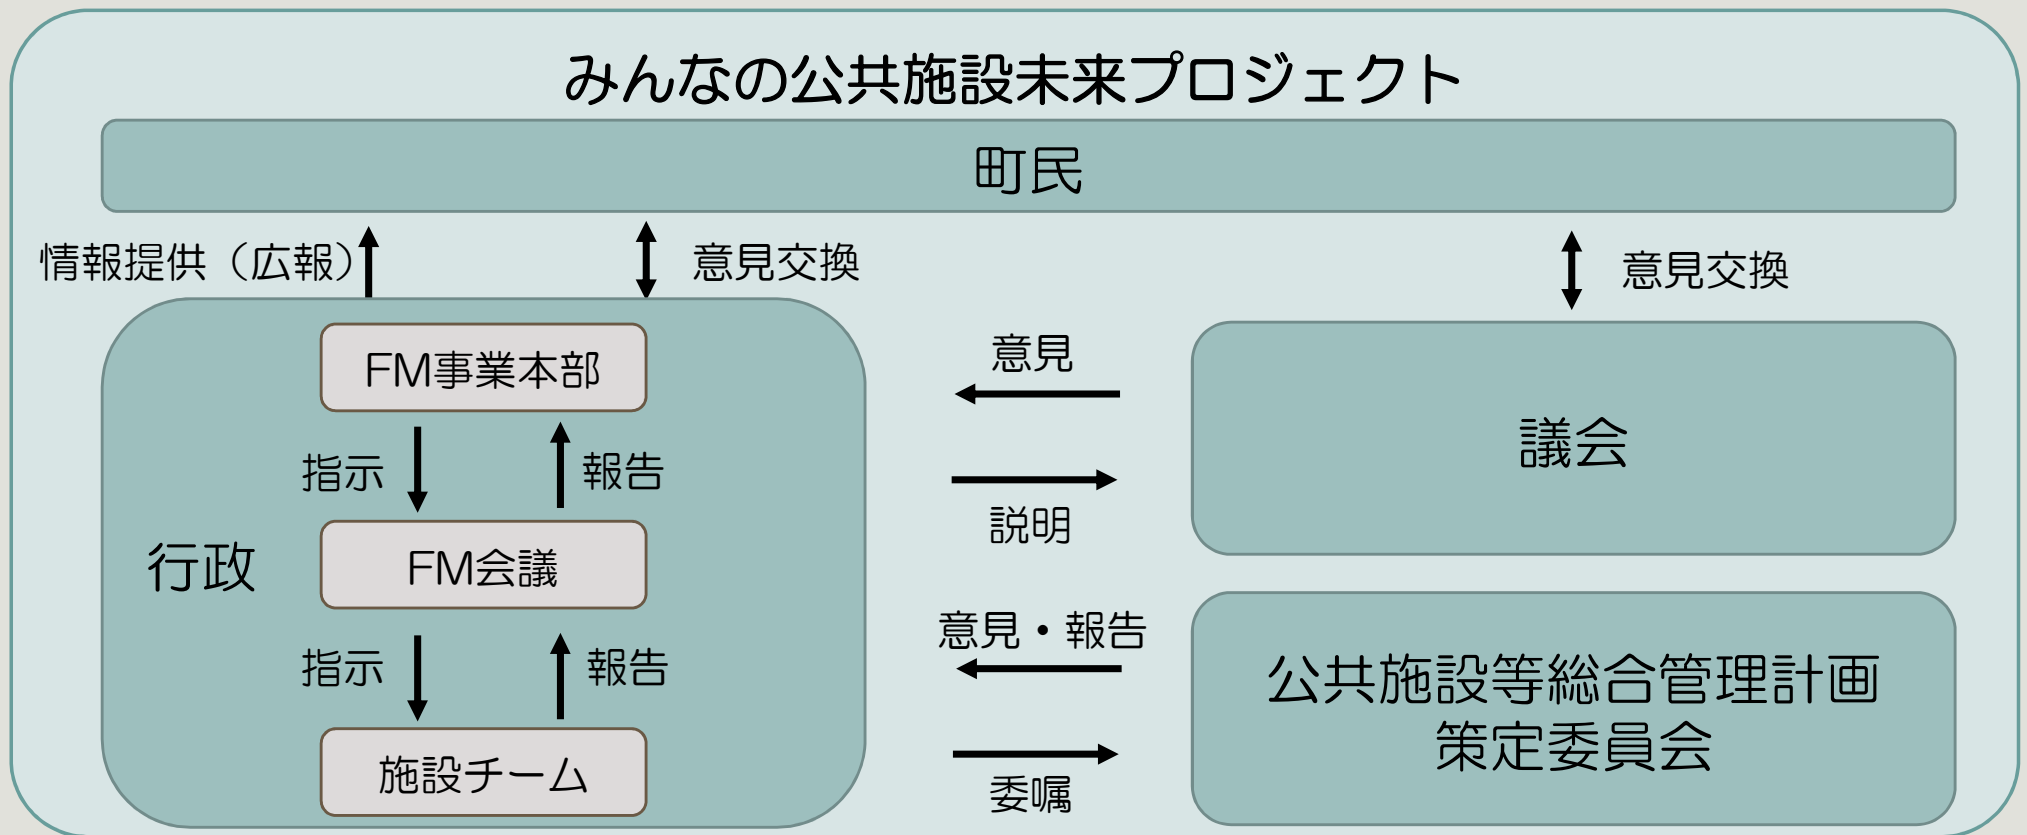 みんなの公共施設未来プロジェクト
町民
情報提供（広報）
意見交換
意見交換
FM事業本部
指示
報告
行政
FM会議
指示
報告
施設チーム
意見
説明
意見・報告
委嘱
議会
公共施設等総合管理計画
策定委員会